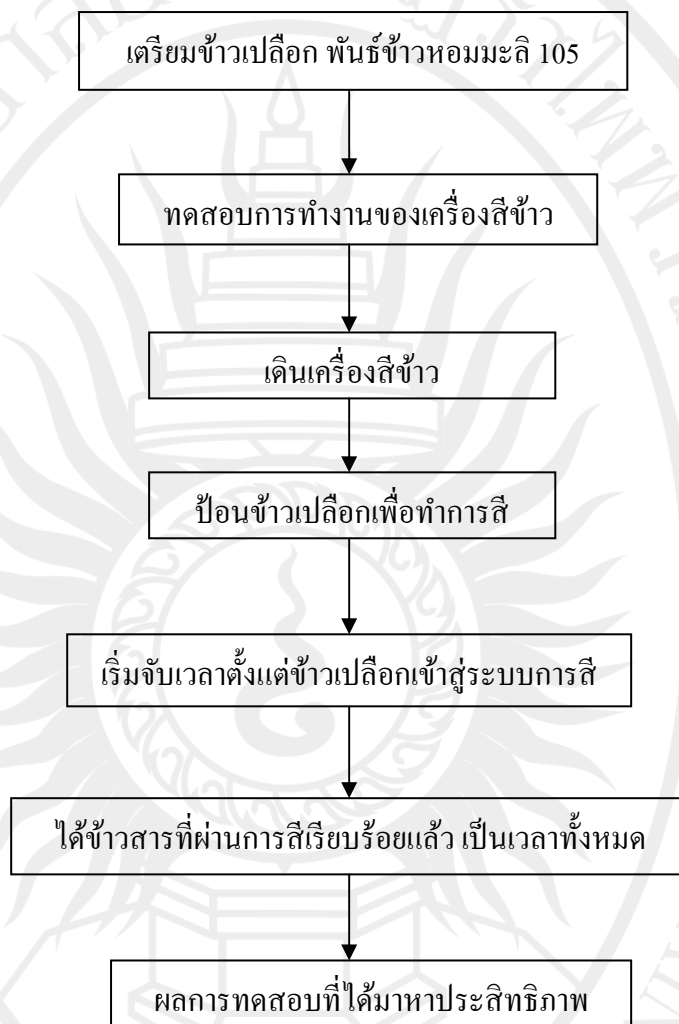 เตรียมข้าวเปลือก พันธ์ข้าวหอมมะลิ 105
ทดสอบการทำงานของเครื่องสีข้าว
เดินเครื่องสีข้าว
ป้อนข้าวเปลือกเพื่อทำการสี
เริ่มจับเวลาตั้งแต่ข้าวเปลือกเข้าสู่ระบบการสี
ได้ข้าวสารที่ผ่านการสีเรียบร้อยแล้ว เป็นเวลาทั้งหมด
ผลการทดสอบที่ได้มาหาประสิทธิภาพ